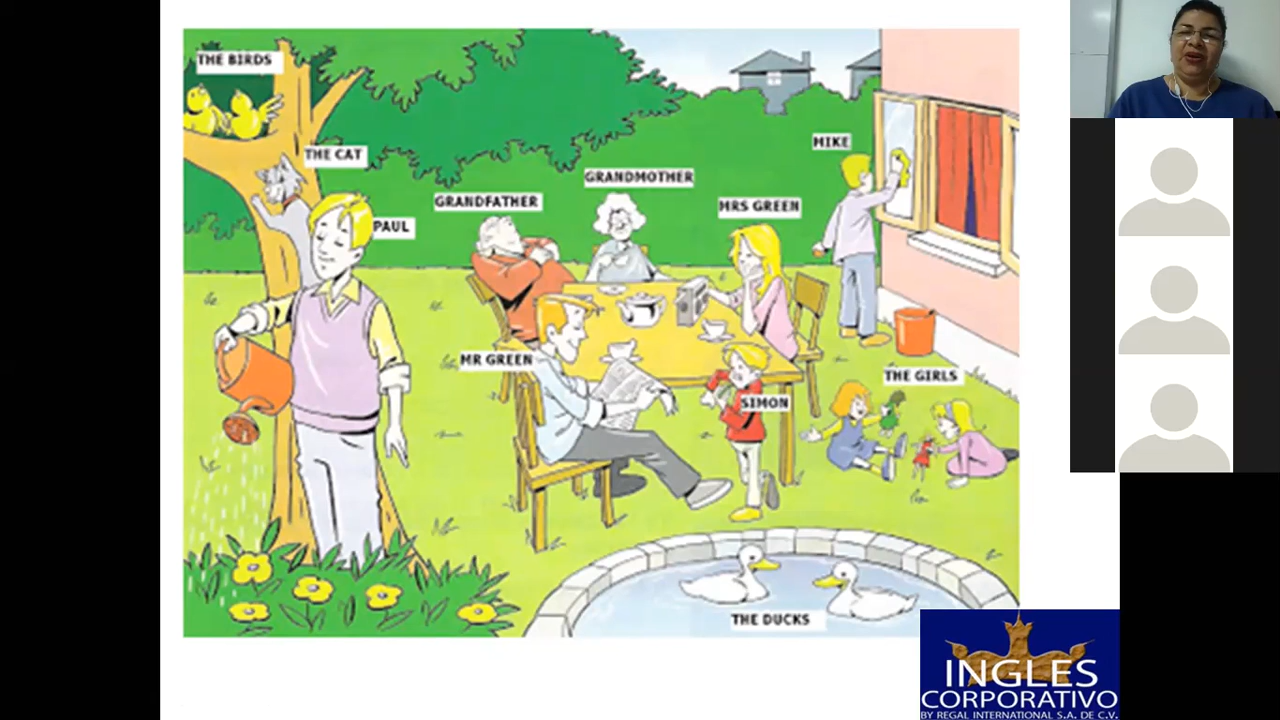 THE BIRDS
THE CAT
PAUL
GRANDFATHER
GRANDMOTHER
MRS GREEN
MIKE
MR GREEN
SIMON
THE GIRLS
THE DUCKS
INGLES
CORPORATIVO
BY REGAL INTERNATIONAL S.A. DE C.V.